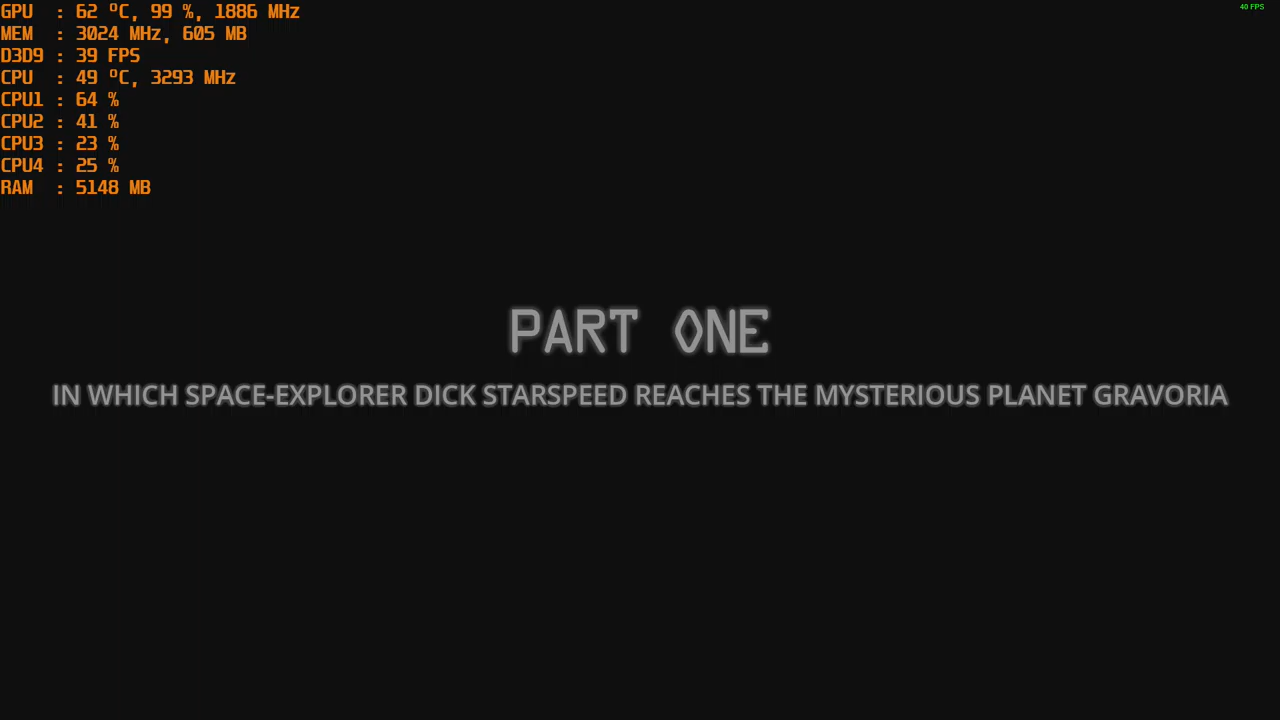 GPU : 62 ºC, 99 %, 1886 MHz
40 FPS
MEM : 3024 MHz, 605 MB
D3D9 : 39 FPS
CPU : 49 ºC, 3293 MHz
CPU1 : 64 %
CPU2 : 41 %
CPU3 : 23 %
CPU4 : 25 %
RAM : 5148 MB
PART ONE
IN WHICH SPACE-EXPLORER DICK STARSPEED REACHES THE MYSTERIOUS PLANET GRAVORIA